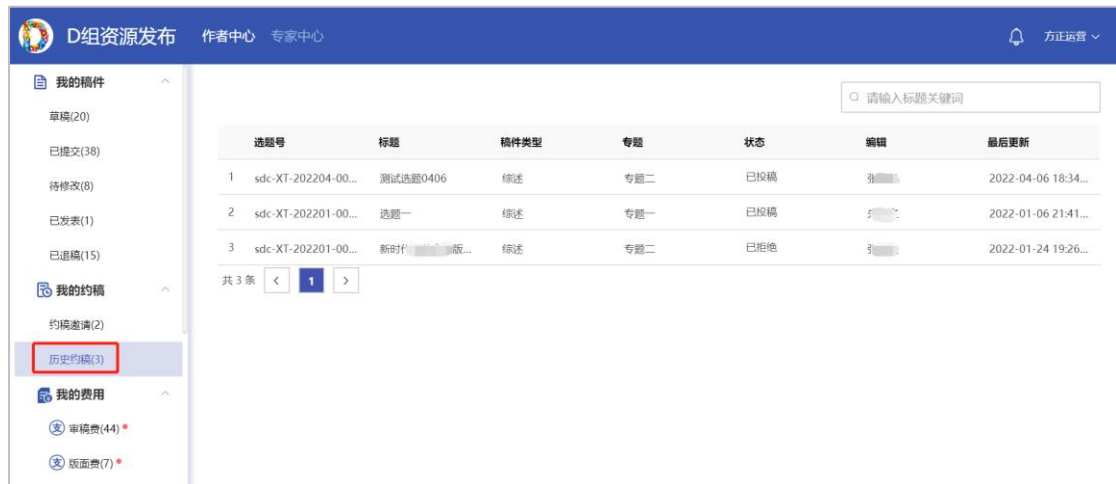 D组资源发布 作者中心 专家中心 方正运营
我的稿件
草稿(20)
已提交(38)
待修改(8)
已发表(1)
已退稿(15)
我的约稿
约稿邀请(2)
历史约稿(3)
我的费用
支 审稿费(44)
支 版面费(7)
请输入标题关键词
选题号 标题 稿件类型 专题 状态 编辑 最后更新
1 sdc-XT-202204-00... 测试选题0406 综述 专题二 已投稿 张 2022-04-06 18:34...
2 sdc-XT-202201-00... 选题一 综述 专题一 已投稿 2022-01-06 21:41...
3 sdc-XT-202201-00... 新时代 版... 综述 专题二 已拒绝 2022-01-24 19:26...
共 3 条 < 1 >